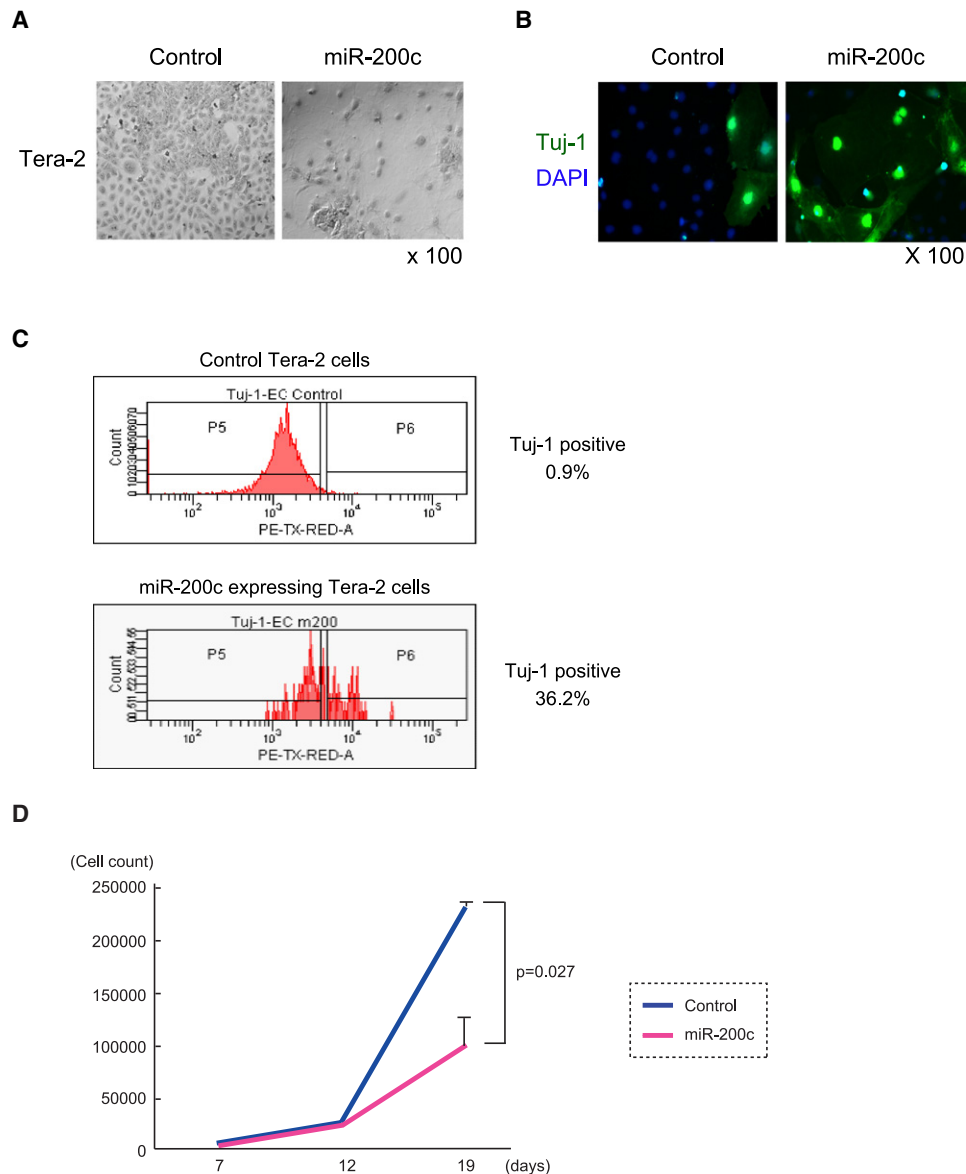 A
Control
miR-200c
Tera-2
x 100
B
Control
miR-200c
Tuj-1
DAPI
X 100
C
Control Tera-2 cells
Tuj-1-EC Control
P5
P6
Count
10² 10³ 10⁴ 10⁵
PE-TX-RED-A
Tuj-1 positive
0.9%
miR-200c expressing Tera-2 cells
Tuj-1-EC m200
P5
P6
Count
10² 10³ 10⁴ 10⁵
PE-TX-RED-A
Tuj-1 positive
36.2%
D
(Cell count)
250000
200000
150000
100000
50000
0
7 12 19 (days)
p=0.027
Control
miR-200c